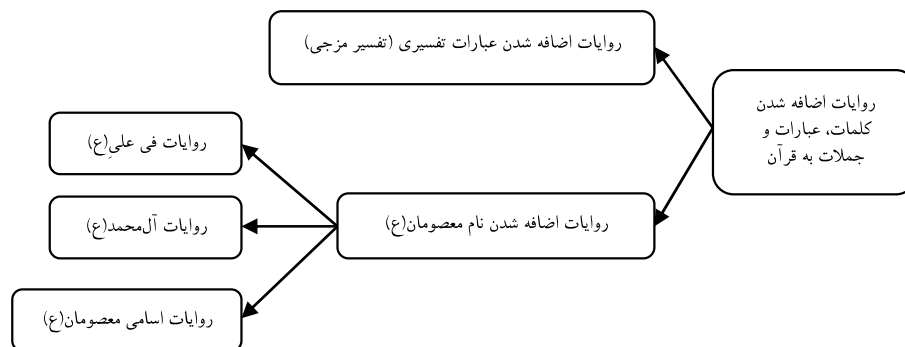 روایات اضافه شدن
کلمات، عبارات و
جملات به قرآن
روایات اضافه شدن عبارات تفسیری (تفسیر مزجی)
روایات اضافه شدن نام معصومان(ع)
روایات فی علیِ(ع)
روایات آل‌محمد(ع)
روایات اسامی معصومان(ع)